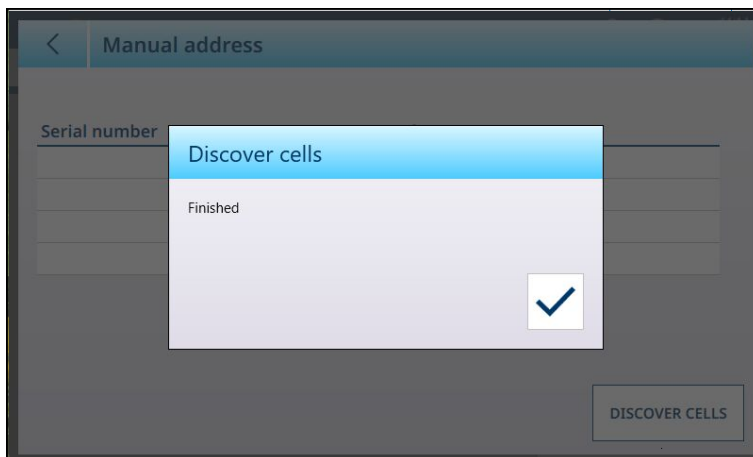 Manual address
Serial number
Discover cells
Finished
DISCOVER CELLS